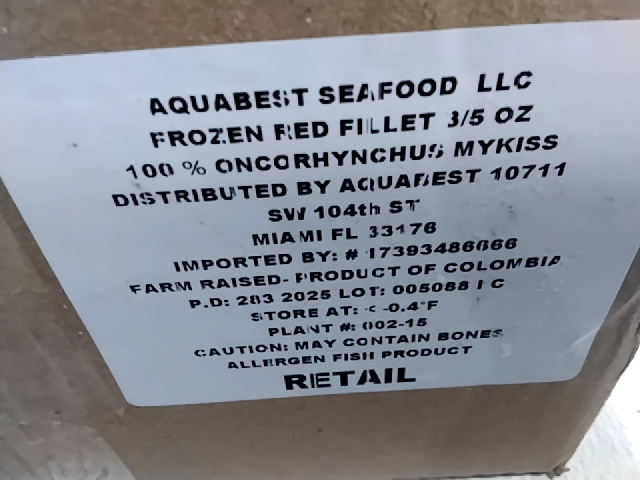 AQUABEST SEAFOOD LLC
FROZEN RED FILLET 3/5 OZ
100 % ONCORHYNCHUS MYKISS
DISTRIBUTED BY AQUABEST 10711
SW 104th ST
MIAMI FL 33176
IMPORTED BY: # 17393486666
FARM RAISED- PRODUCT OF COLOMBIA
P.D: 283 2025 LOT: 005088 C
STORE AT: < -0.4°F
PLANT #: 002-15
CAUTION: MAY CONTAIN BONES
ALLERGEN FISH PRODUCT
RETAIL